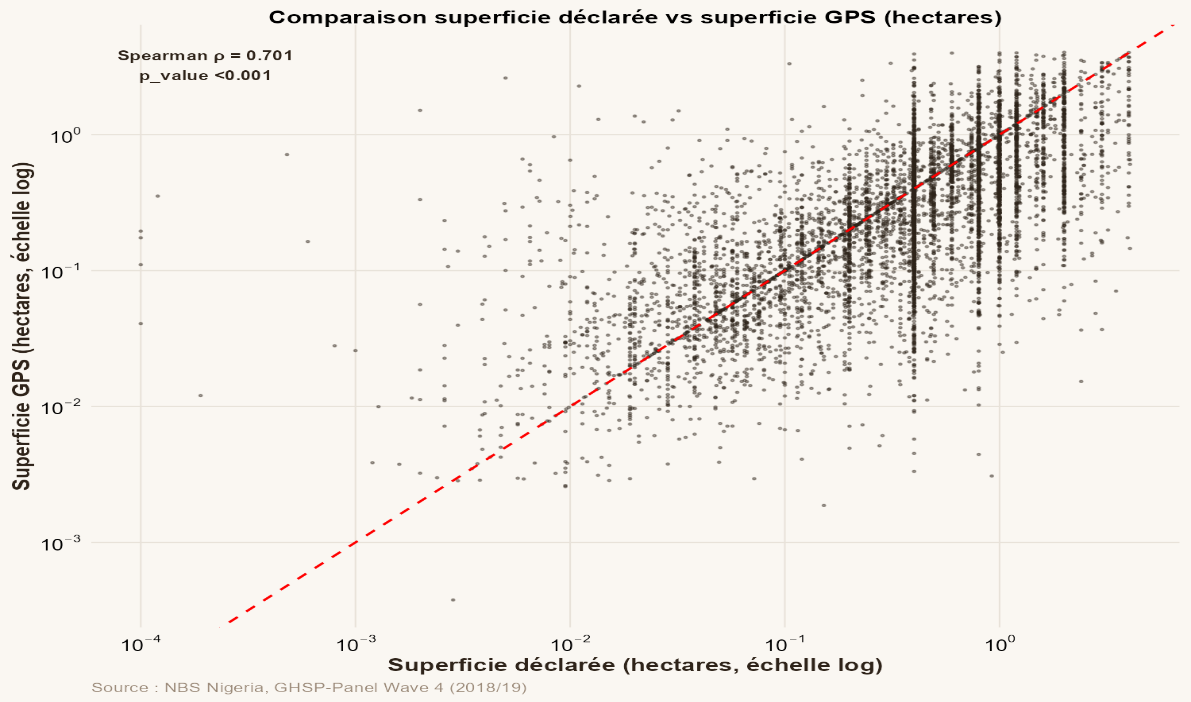 Comparaison superficie déclarée vs superficie GPS (hectares)
Spearman ρ = 0.701
p_value <0.001
Superficie GPS (hectares, échelle log)
10⁰
10⁻¹
10⁻²
10⁻³
10⁻⁴ 10⁻³ 10⁻² 10⁻¹ 10⁰
Superficie déclarée (hectares, échelle log)
Source : NBS Nigeria, GHSP-Panel Wave 4 (2018/19)